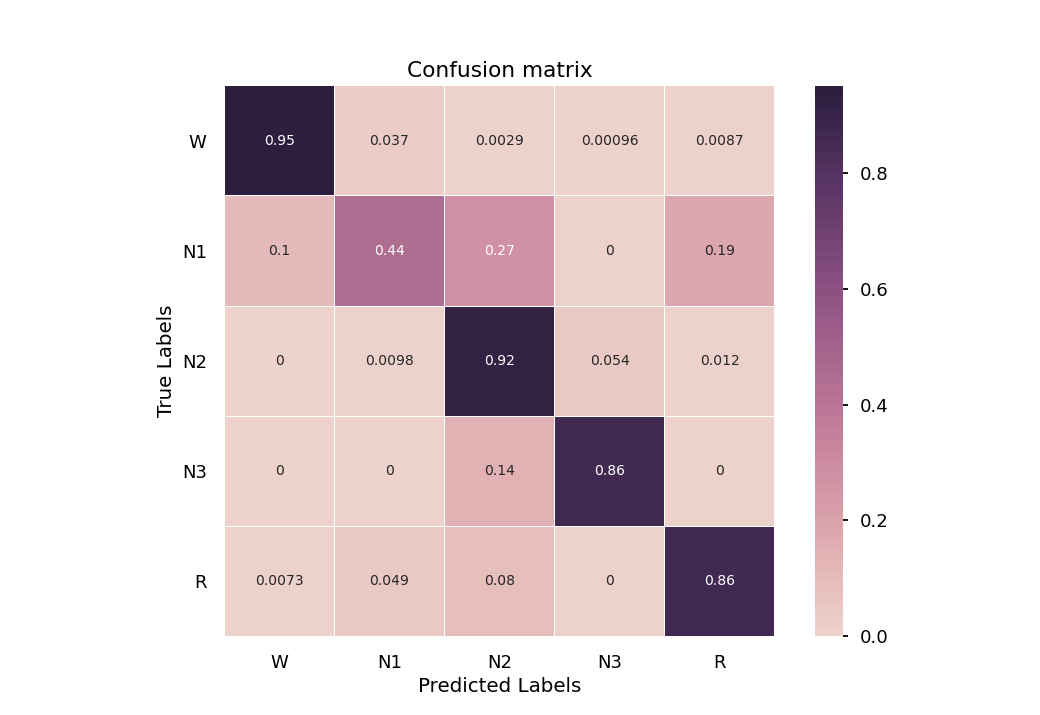 Confusion matrix
W 0.95 0.037 0.0029 0.00096 0.0087
0.8
N1 0.1 0.44 0.27 0 0.19
0.6
True Labels
N2 0 0.0098 0.92 0.054 0.012
0.4
N3 0 0 0.14 0.86 0
0.2
R 0.0073 0.049 0.08 0 0.86
0.0
W N1 N2 N3 R
Predicted Labels